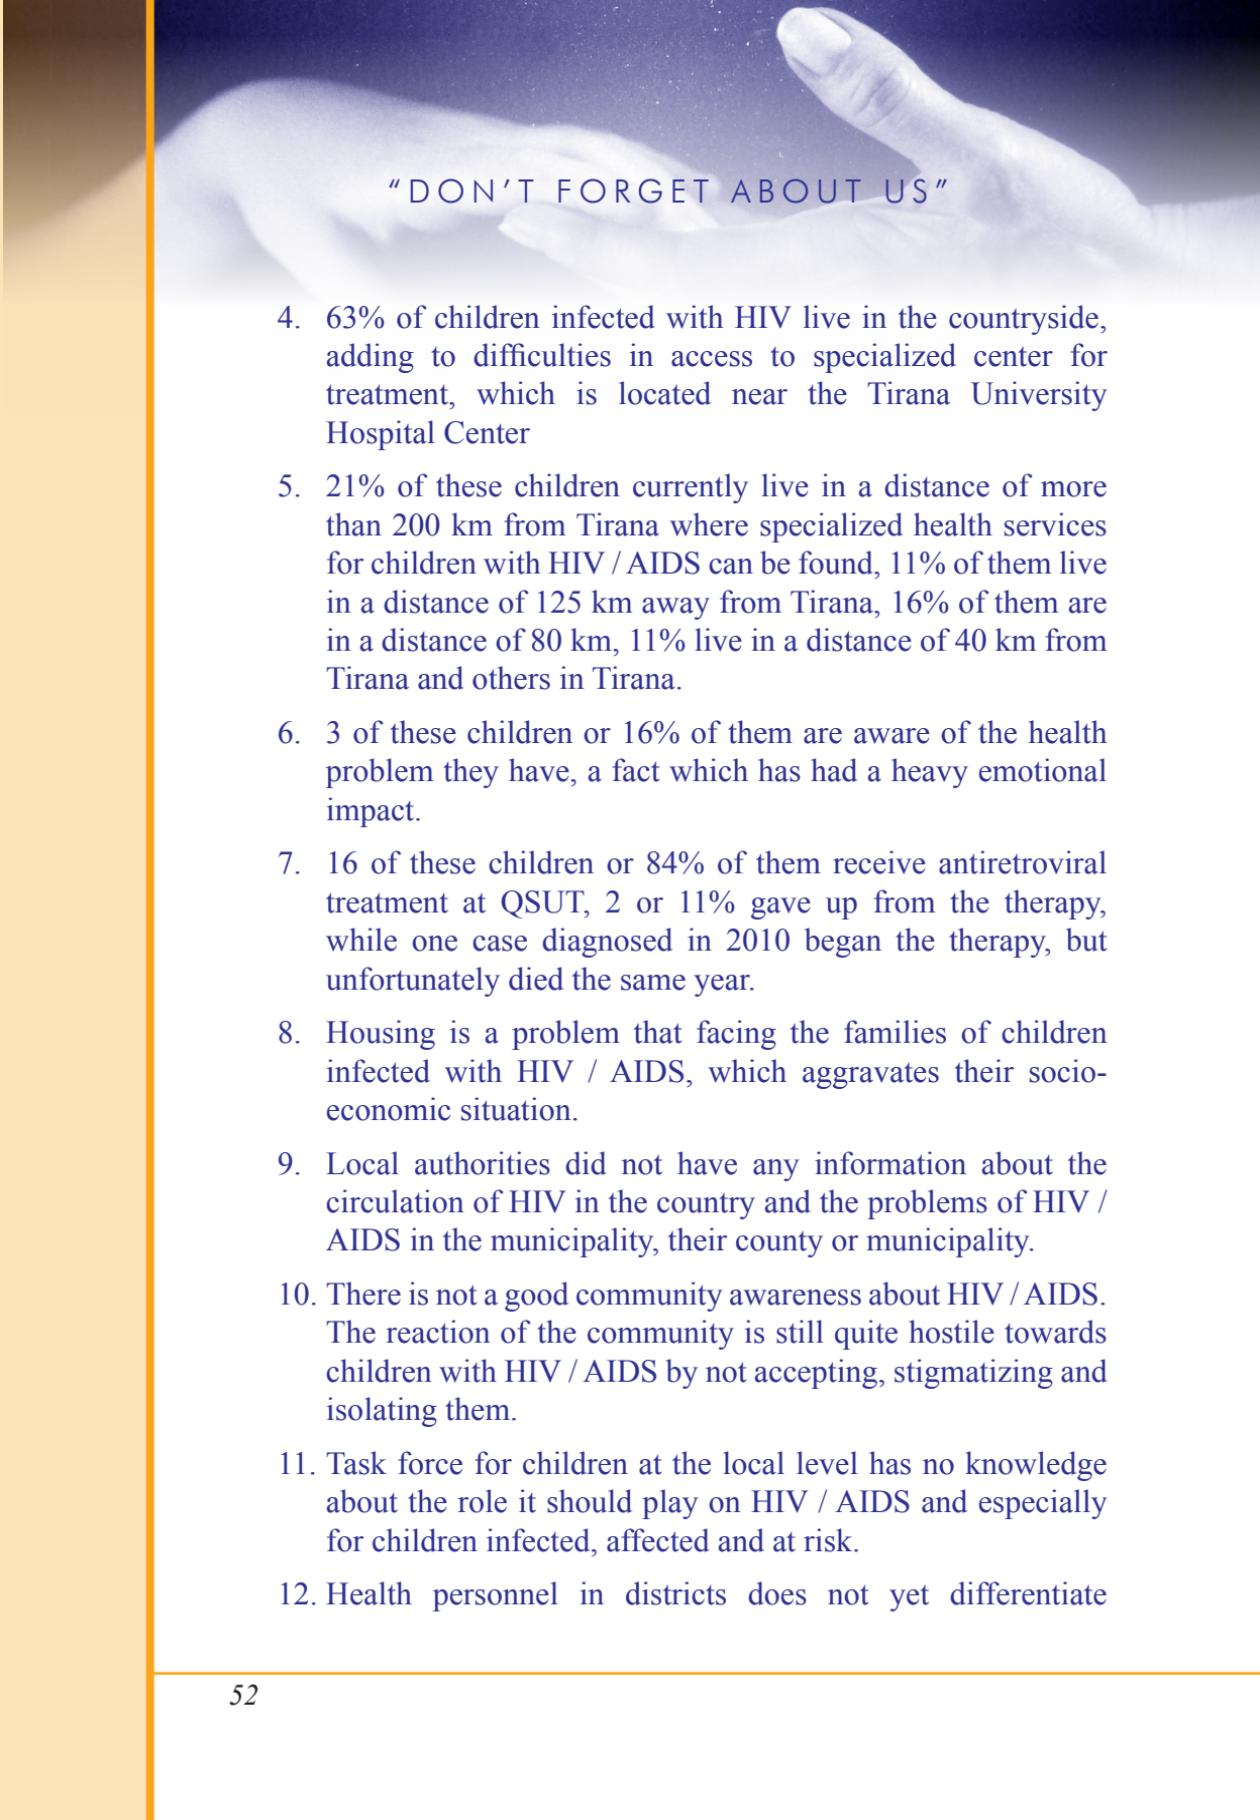 “DON’T FORGET ABOUT US”
4. 63% of children infected with HIV live in the countryside,
adding to difficulties in access to specialized center for
treatment, which is located near the Tirana University
Hospital Center
5. 21% of these children currently live in a distance of more
than 200 km from Tirana where specialized health services
for children with HIV / AIDS can be found, 11% of them live
in a distance of 125 km away from Tirana, 16% of them are
in a distance of 80 km, 11% live in a distance of 40 km from
Tirana and others in Tirana.
6. 3 of these children or 16% of them are aware of the health
problem they have, a fact which has had a heavy emotional
impact.
7. 16 of these children or 84% of them receive antiretroviral
treatment at QSUT, 2 or 11% gave up from the therapy,
while one case diagnosed in 2010 began the therapy, but
unfortunately died the same year.
8. Housing is a problem that facing the families of children
infected with HIV / AIDS, which aggravates their socio-
economic situation.
9. Local authorities did not have any information about the
circulation of HIV in the country and the problems of HIV /
AIDS in the municipality, their county or municipality.
10. There is not a good community awareness about HIV / AIDS.
The reaction of the community is still quite hostile towards
children with HIV / AIDS by not accepting, stigmatizing and
isolating them.
11. Task force for children at the local level has no knowledge
about the role it should play on HIV / AIDS and especially
for children infected, affected and at risk.
12. Health personnel in districts does not yet differentiate
52